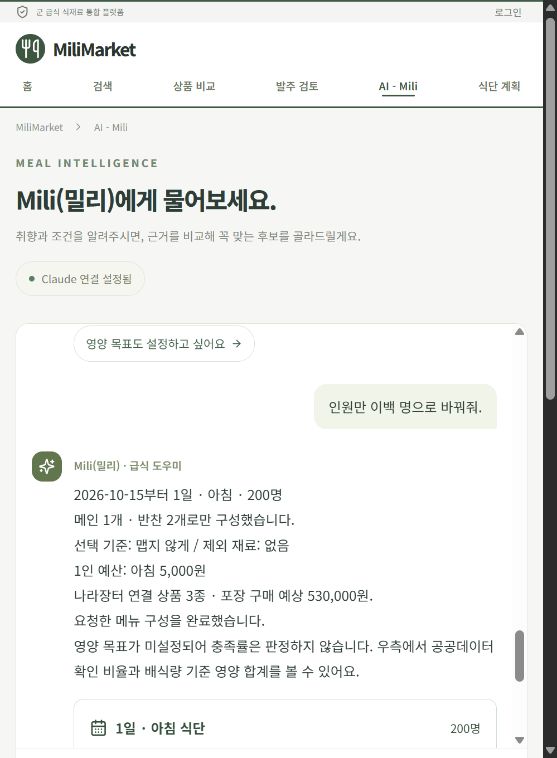 군 급식 식재료 통합 플랫폼
로그인
MiliMarket
홈
검색
상품 비교
발주 검토
AI - Mili
식단 계획
MiliMarket > AI - Mili
MEAL INTELLIGENCE
Mili(밀리)에게 물어보세요.
취향과 조건을 알려주시면, 근거를 비교해 꼭 맞는 후보를 골라드릴게요.
Claude 연결 설정됨
영양 목표도 설정하고 싶어요 →
인원만 이백 명으로 바꿔줘.
Mili(밀리) · 급식 도우미
2026-10-15부터 1일 · 아침 · 200명
메인 1개 · 반찬 2개로만 구성했습니다.
선택 기준: 맵지 않게 / 제외 재료: 없음
1인 예산: 아침 5,000원
나라장터 연결 상품 3종 · 포장 구매 예상 530,000원.
요청한 메뉴 구성을 완료했습니다.
영양 목표가 미설정되어 충족률은 판정하지 않습니다. 우측에서 공공데이터
확인 비율과 배식량 기준 영양 합계를 볼 수 있어요.
1일 · 아침 식단
200명